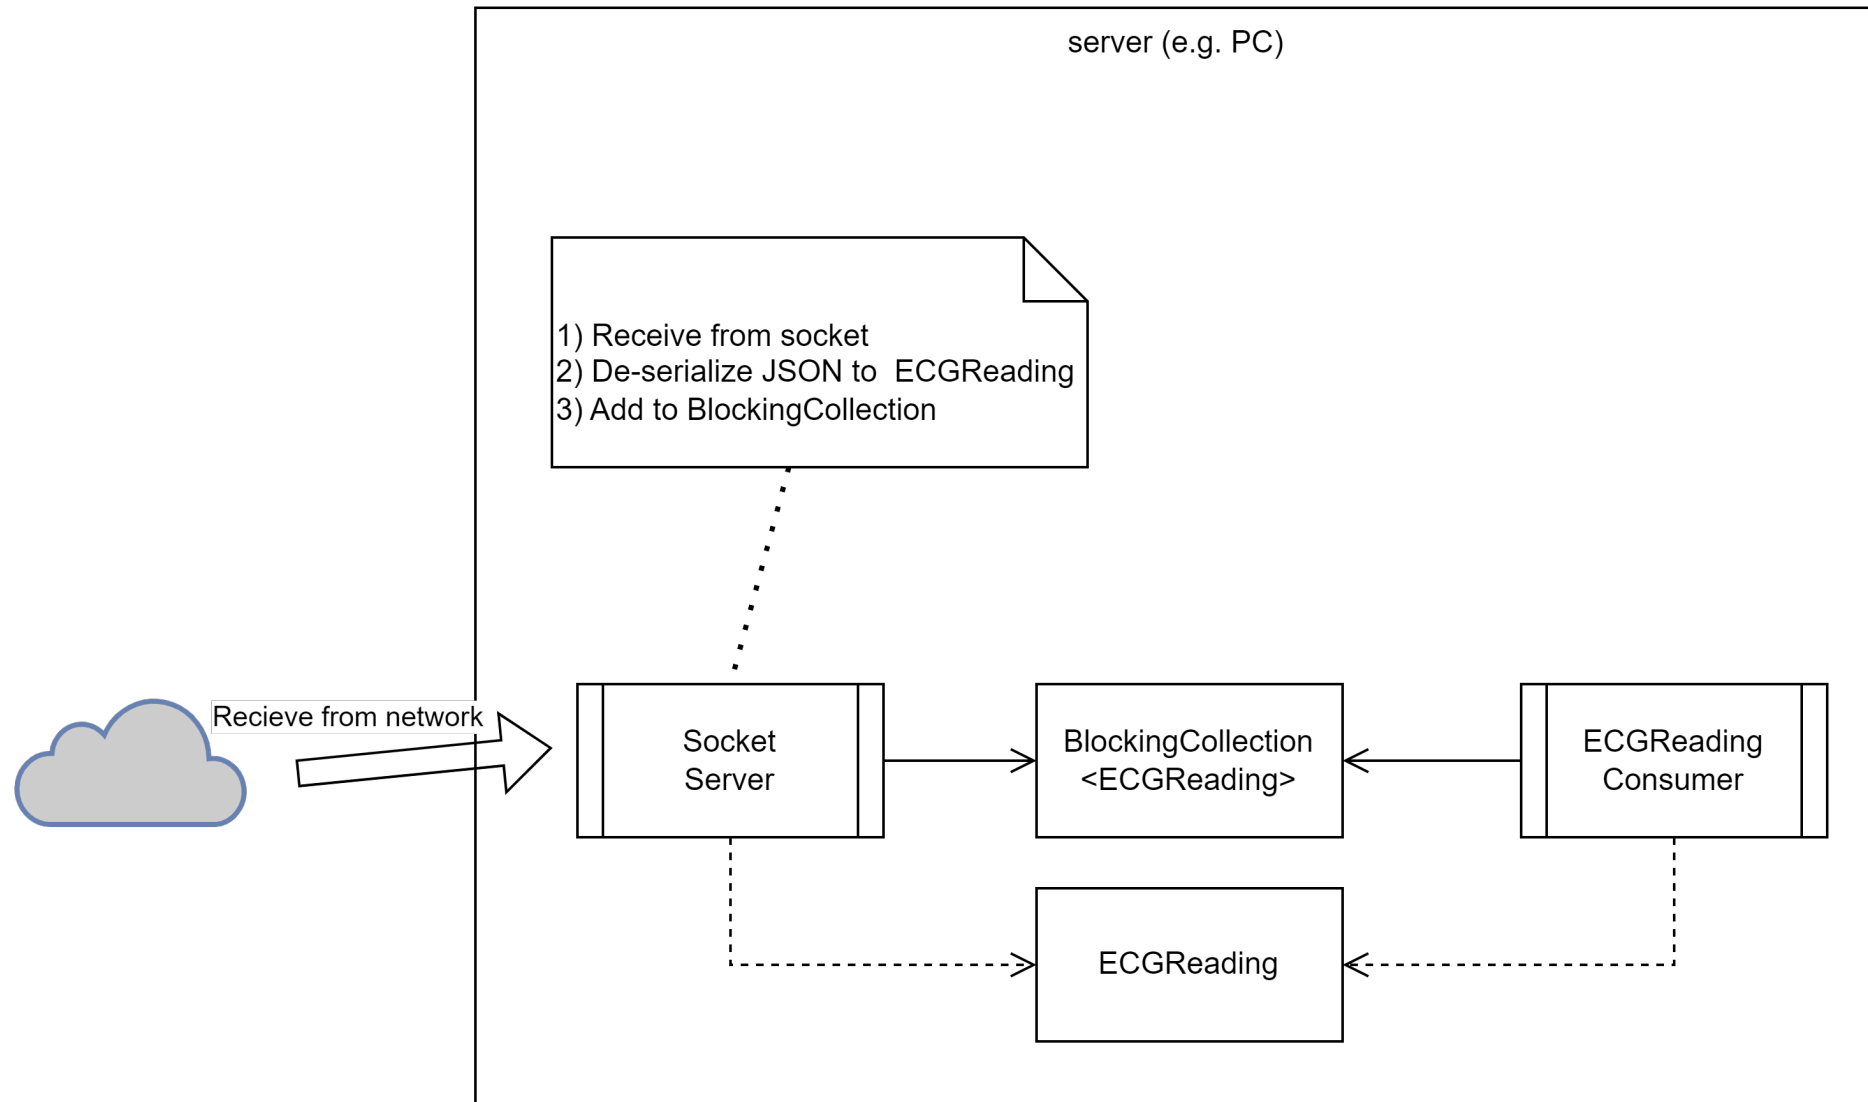 server (e.g. PC)
1) Receive from socket
2) De-serialize JSON to  ECGReading
3) Add to BlockingCollection
Recieve from network
Socket
Server
BlockingCollection
<ECGReading>
ECGReading
Consumer
ECGReading